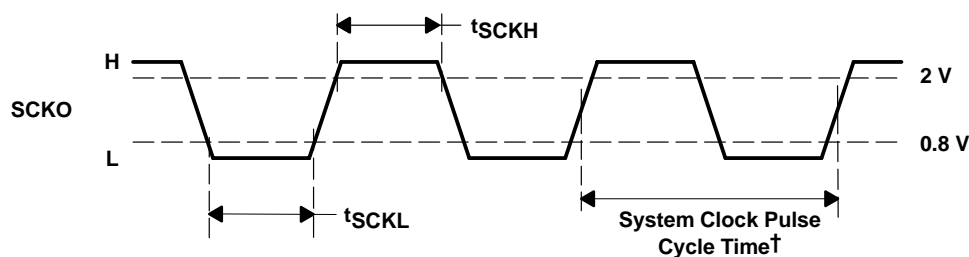 tSCKH
H
2 V
SCKO
0.8 V
L
tSCKL
System Clock Pulse
Cycle Time†